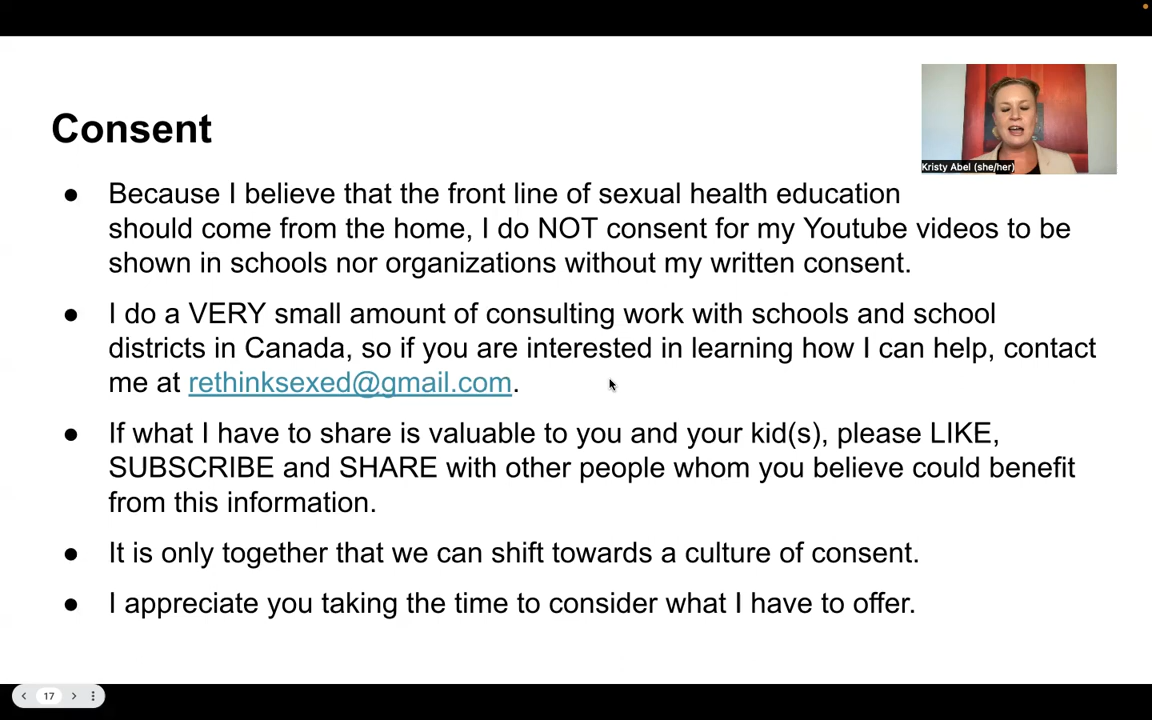 Kristy Abel (she/her)
Consent
● Because I believe that the front line of sexual health education
should come from the home, I do NOT consent for my Youtube videos to be
shown in schools nor organizations without my written consent.
● I do a VERY small amount of consulting work with schools and school
districts in Canada, so if you are interested in learning how I can help, contact
me at rethinksexed@gmail.com.
● If what I have to share is valuable to you and your kid(s), please LIKE,
SUBSCRIBE and SHARE with other people whom you believe could benefit
from this information.
● It is only together that we can shift towards a culture of consent.
● I appreciate you taking the time to consider what I have to offer.
17